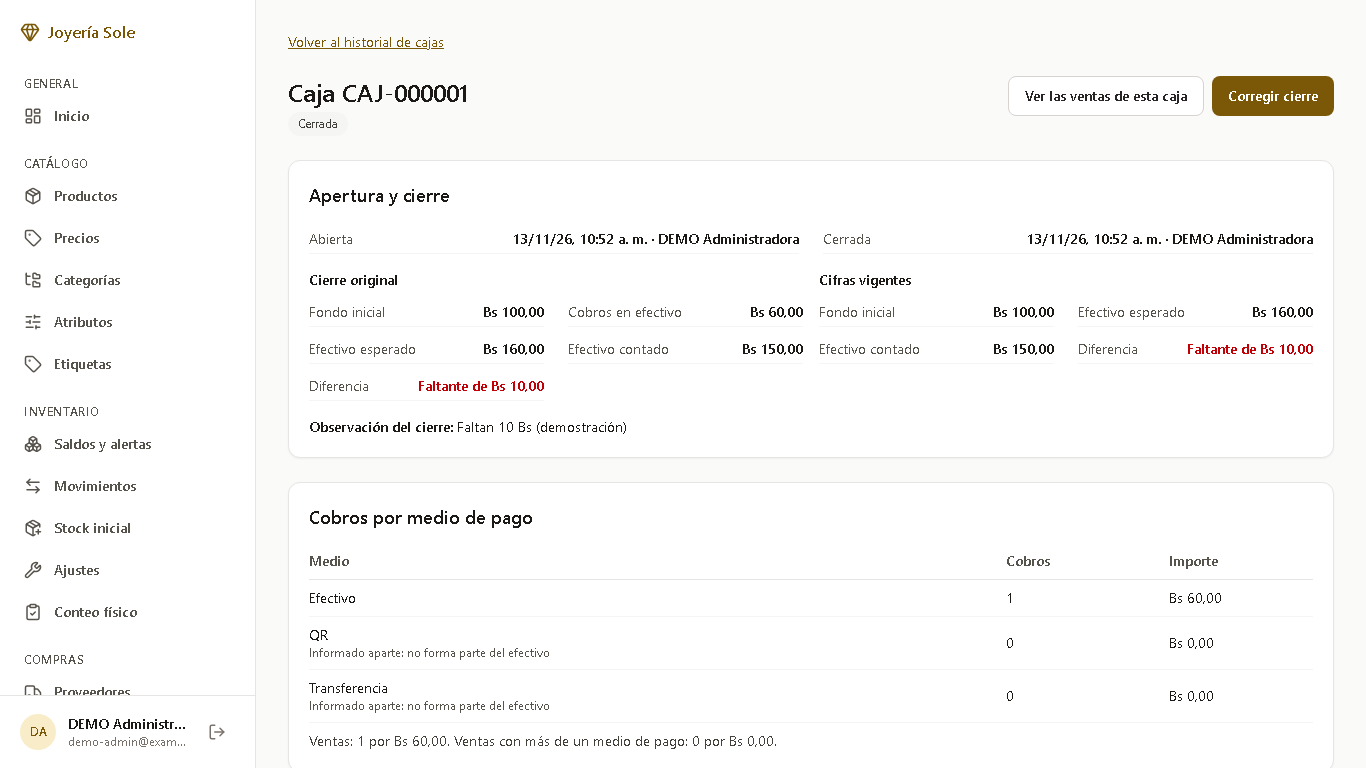 Joyería Sole
GENERAL
Inicio
CATÁLOGO
Productos
Precios
Categorías
Atributos
Etiquetas
INVENTARIO
Saldos y alertas
Movimientos
Stock inicial
Ajustes
Conteo físico
COMPRAS
Proveedores
DA
DEMO Administr...
demo-admin@exam...
Volver al historial de cajas
Caja CAJ-000001
Cerrada
Ver las ventas de esta caja
Corregir cierre
Apertura y cierre
Abierta 13/11/26, 10:52 a. m. · DEMO Administradora
Cerrada 13/11/26, 10:52 a. m. · DEMO Administradora
Cierre original
Fondo inicial Bs 100,00
Cobros en efectivo Bs 60,00
Efectivo esperado Bs 160,00
Efectivo contado Bs 150,00
Diferencia Faltante de Bs 10,00
Cifras vigentes
Fondo inicial Bs 100,00
Efectivo esperado Bs 160,00
Efectivo contado Bs 150,00
Diferencia Faltante de Bs 10,00
Observación del cierre: Faltan 10 Bs (demostración)
Cobros por medio de pago
Medio Cobros Importe
Efectivo 1 Bs 60,00
QR 0 Bs 0,00
Informado aparte: no forma parte del efectivo
Transferencia 0 Bs 0,00
Informado aparte: no forma parte del efectivo
Ventas: 1 por Bs 60,00. Ventas con más de un medio de pago: 0 por Bs 0,00.